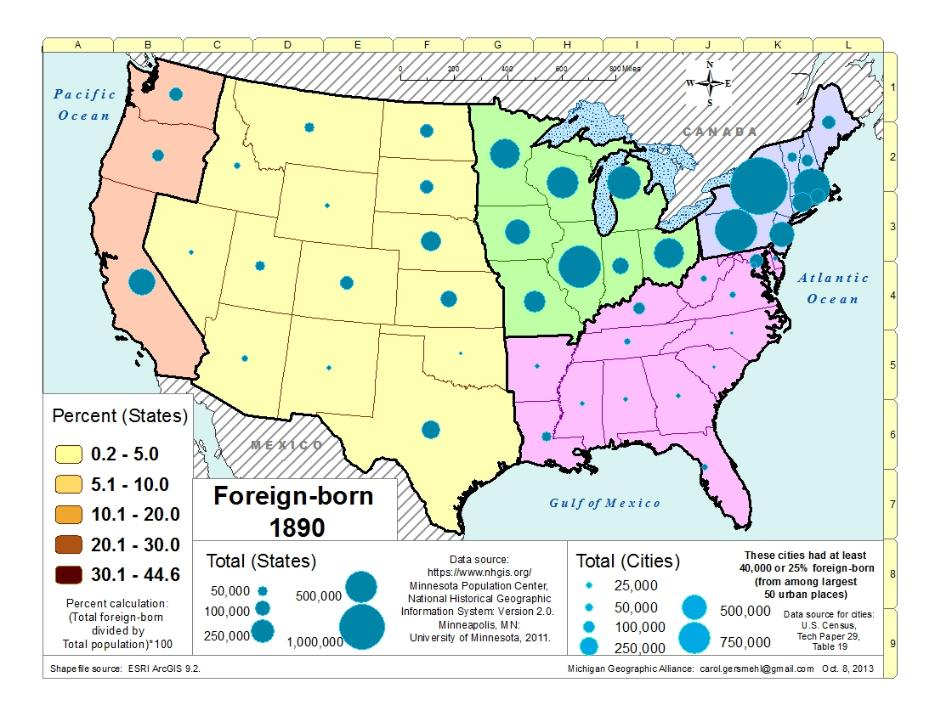 A B C D E F G H I J K L
0 200 400 600 800 Miles
N
W E
S
Pacific
Ocean
CANADA
1
2
3
4
5
6
7
8
9
Atlantic
Ocean
MEXICO
Gulf of Mexico
Percent (States)
0.2 - 5.0
5.1 - 10.0
10.1 - 20.0
20.1 - 30.0
30.1 - 44.6
Percent calculation:
(Total foreign-born
divided by
Total population)*100
Foreign-born
1890
Total (States)
50,000
100,000
250,000
500,000
1,000,000
Data source:
https://www.nhgis.org/
Minnesota Population Center,
National Historical Geographic
Information System: Version 2.0.
Minneapolis, MN:
University of Minnesota, 2011.
Total (Cities)
25,000
50,000
100,000
250,000
500,000
750,000
These cities had at least
40,000 or 25% foreign-born
(from among largest
50 urban places)
Data source for cities:
U.S. Census,
Tech Paper 29,
Table 19
Shapefile source: ESRI ArcGIS 9.2.
Michigan Geographic Alliance: carol.gersmehl@gmail.com Oct. 8, 2013